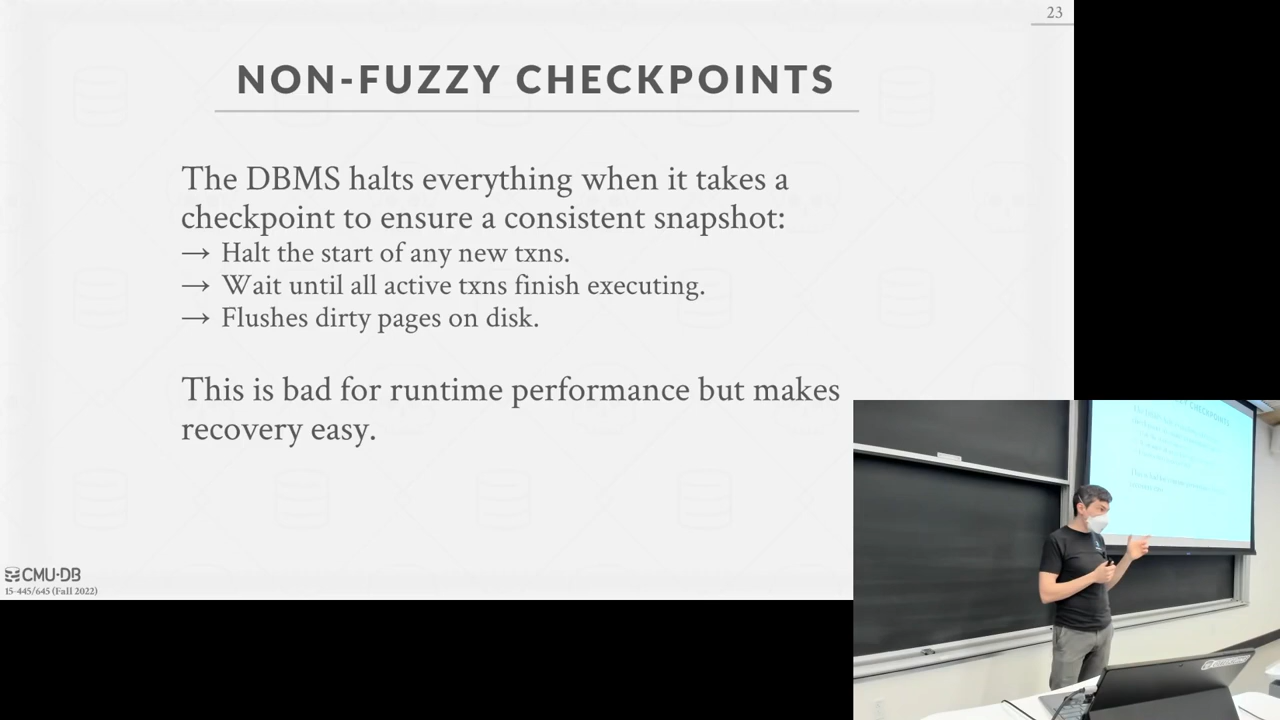 23
NON-FUZZY CHECKPOINTS
The DBMS halts everything when it takes a
checkpoint to ensure a consistent snapshot:
→ Halt the start of any new txns.
→ Wait until all active txns finish executing.
→ Flushes dirty pages on disk.
This is bad for runtime performance but makes
recovery easy.
CMU·DB
15-445/645 (Fall 2022)